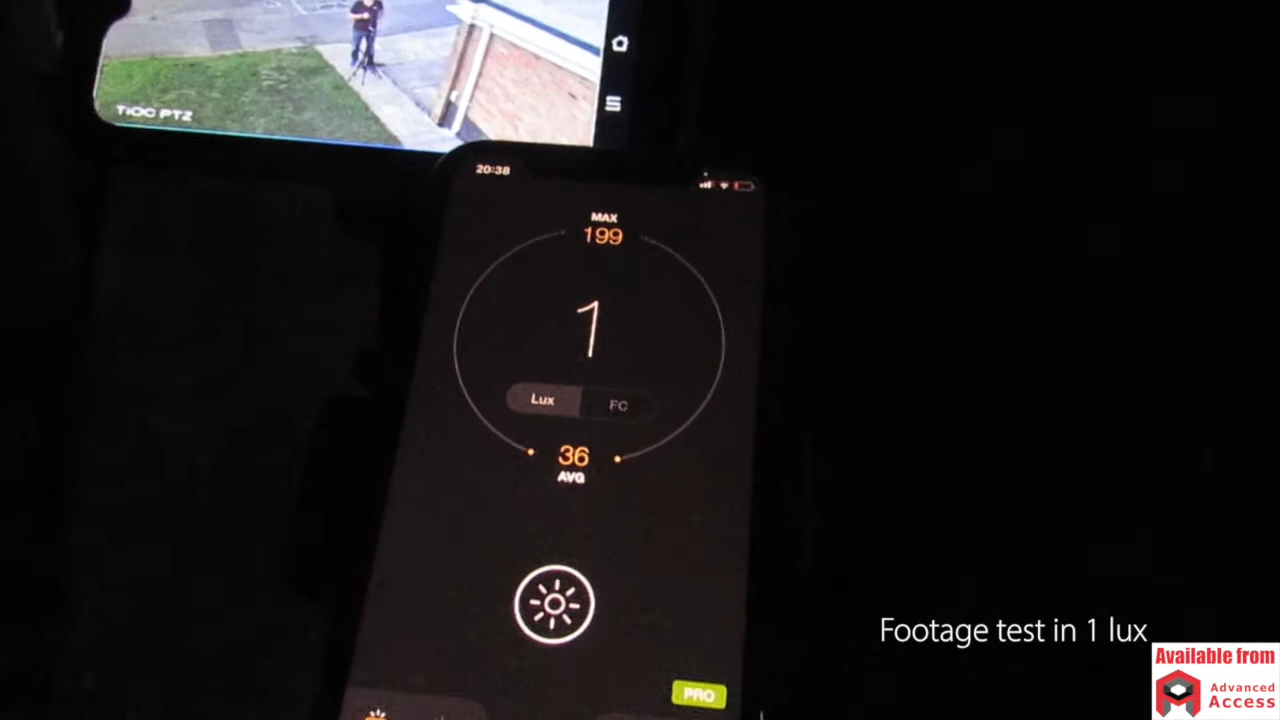 TiOC PTZ
20:38
MAX
199
1
Lux
FC
36
AVG
PRO
Footage test in 1 lux
Available from
Advanced
Access